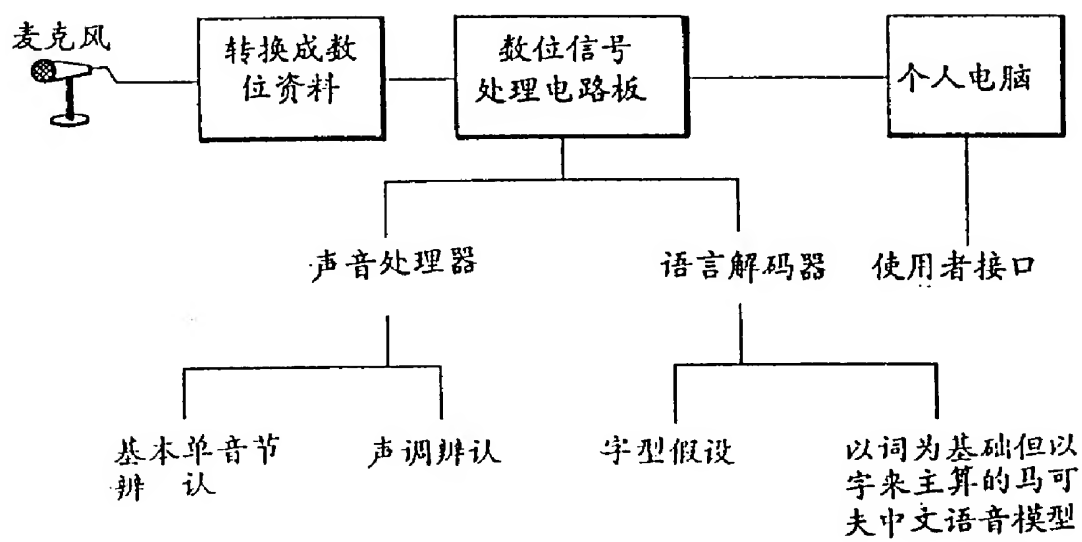 麦克风
转换成数
位资料
数位信号
处理电路板
个人电脑
声音处理器
语言解码器
使用者接口
基本单音节
辨 认
声调辨认
字型假设
以词为基础但以
字来主算的马可
夫中文语音模型